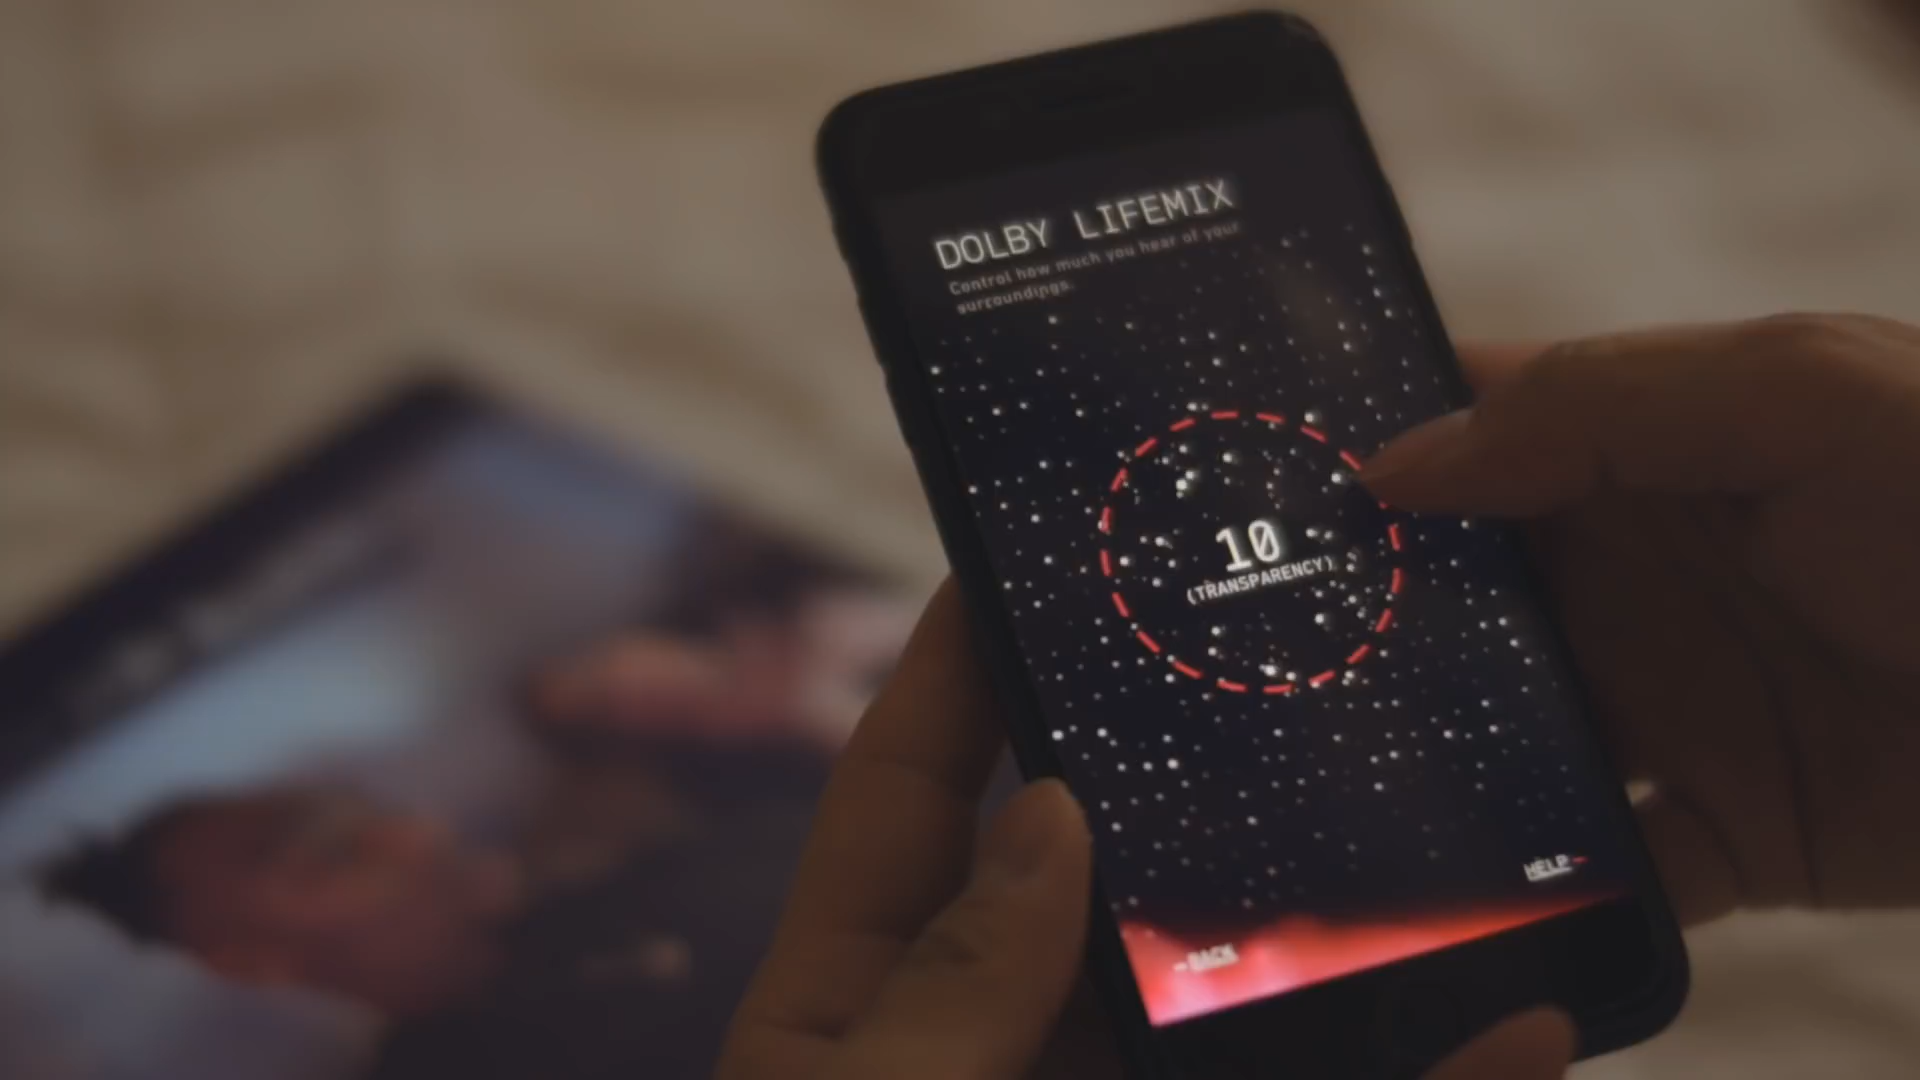 DOLBY LIFEMIX
Control how much you hear of your
surroundings.
10
(TRANSPARENCY)
HELP
BACK